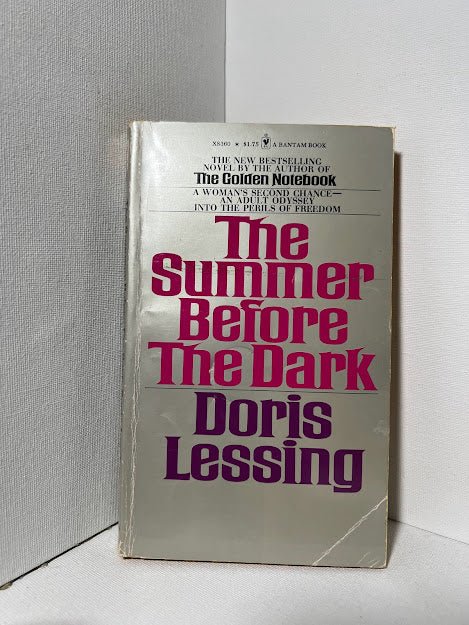 X8360 ★ $1.75 A BANTAM BOOK
THE NEW BESTSELLING
NOVEL BY THE AUTHOR OF
The Golden Notebook
A WOMAN'S SECOND CHANCE—
AN ADULT ODYSSEY
INTO THE PERILS OF FREEDOM
The
Summer
Before
The Dark
Doris
Lessing